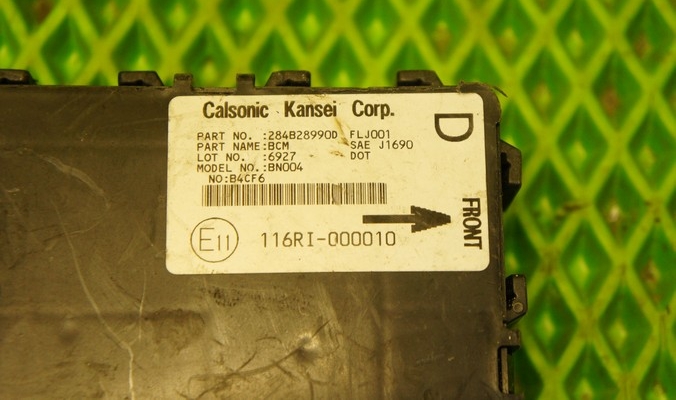 Calsonic Kansei Corp.
PART NO. :284B28990D FLJ001
PART NAME:BCM SAE J1690
LOT NO. :6927 DOT
MODEL NO.:BN004
NO:B4CF6
E11 116RI-000010
D
FRONT